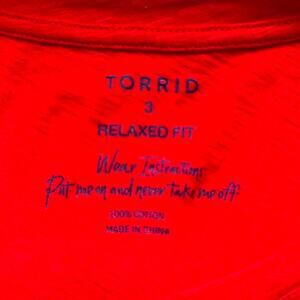 TORRID
3
RELAXED FIT
Wear Instructions:
Put me on and never take me off
100% COTTON
MADE IN CHINA